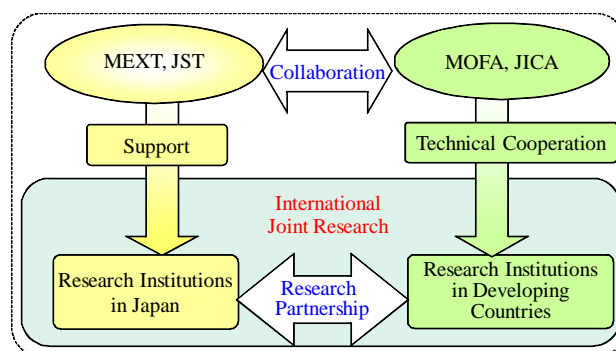 MEXT, JST
Collaboration
MOFA, JICA
Support
Technical Cooperation
International
Joint Research
Research Institutions
in Japan
Research
Partnership
Research Institutions
in Developing
Countries